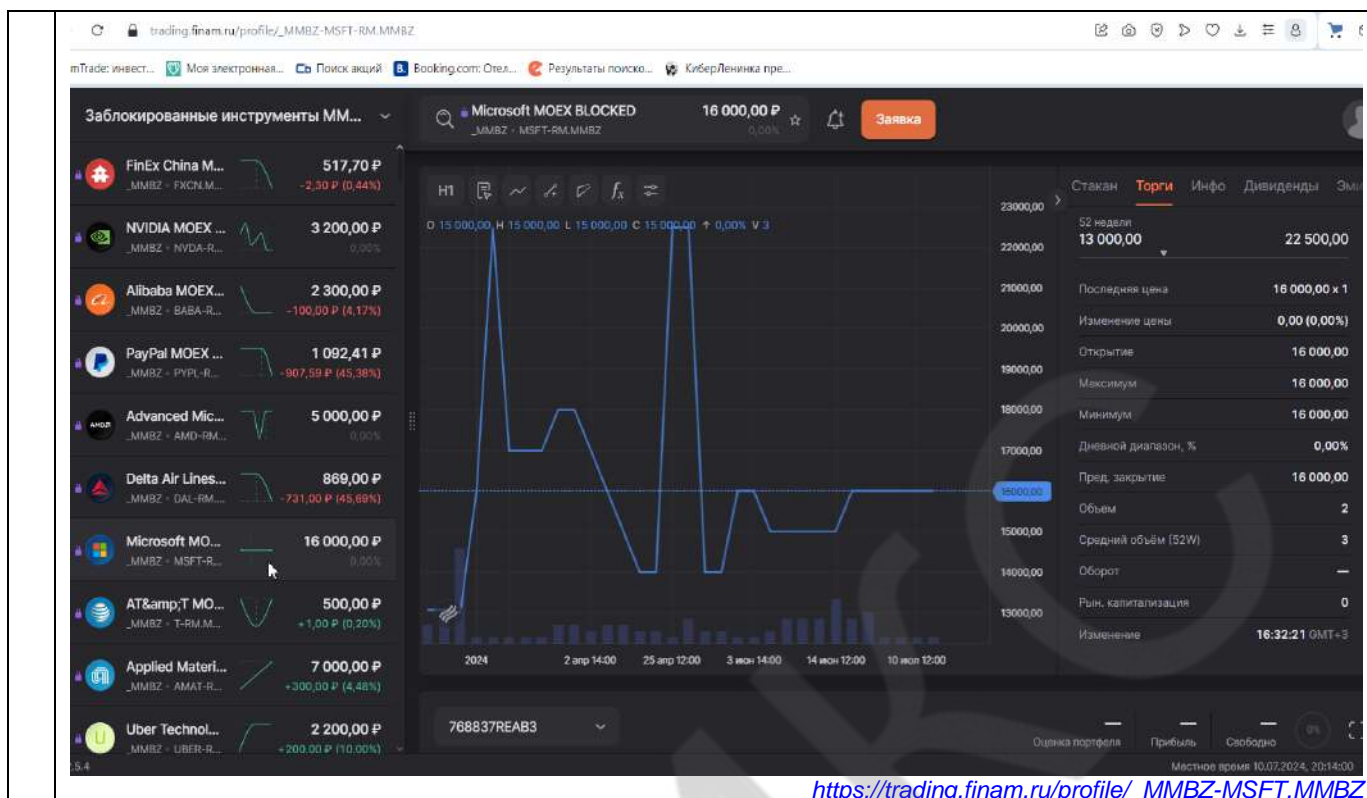 trading.finam.ru/profile/_MMBZ-MSFT-RM.MMBZ
mTrade: инвест... Моя электронная... Поиск акций Booking.com: Отел... Результаты поиско... КиберЛенинка пре...
Заблокированные инструменты ММ...
Microsoft MOEX BLOCKED 16 000,00 ₽
_MMBZ • MSFT-RM.MMBZ 0,00%
Заявка
FinEx China M... 517,70 ₽
_MMBZ • FXCN.M... -2,30 ₽ (0,44%)
NVIDIA MOEX ... 3 200,00 ₽
_MMBZ • NVDA-R... 0,00%
Alibaba MOEX... 2 300,00 ₽
_MMBZ • BABA-R... -100,00 ₽ (4,17%)
PayPal MOEX ... 1 092,41 ₽
_MMBZ • PYPL-R... -907,59 ₽ (45,38%)
AMD
Advanced Mic... 5 000,00 ₽
_MMBZ • AMD-RM... 0,00%
Delta Air Lines... 869,00 ₽
_MMBZ • DAL-RM.... -731,00 ₽ (45,69%)
Microsoft MO... 16 000,00 ₽
_MMBZ • MSFT-R... 0,00%
AT&amp;T MO... 500,00 ₽
_MMBZ • T-RM.M... +1,00 ₽ (0,20%)
Applied Materi... 7 000,00 ₽
_MMBZ • AMAT-R... +300,00 ₽ (4,48%)
Uber Technol... 2 200,00 ₽
_MMBZ • UBER-R... +200,00 ₽ (10,00%)
H1
O 15 000,00 H 15 000,00 L 15 000,00 C 15 000,00 ↑ 0,00% V 3
23000,00
22000,00
21000,00
20000,00
19000,00
18000,00
17000,00
16000,00
15000,00
14000,00
13000,00
2024 2 апр 14:00 25 апр 12:00 3 июн 14:00 14 июн 12:00 10 июл 12:00
Стакан Торги Инфо Дивиденды
52 недели
13 000,00 22 500,00
Последняя цена 16 000,00 x 1
Изменение цены 0,00 (0,00%)
Открытие 16 000,00
Максимум 16 000,00
Минимум 16 000,00
Дневной диапазон, % 0,00%
Пред. закрытие 16 000,00
Объем 2
Средний объём (52W) 3
Оборот —
Рын. капитализация 0
Изменение 16:32:21 GMT+3
768837REAB3
— — — 0%
Оценка портфеля Прибыль Свободно
.5.4 Местное время 10.07.2024, 20:14:00
https://trading.finam.ru/profile/_MMBZ-MSFT.MMBZ